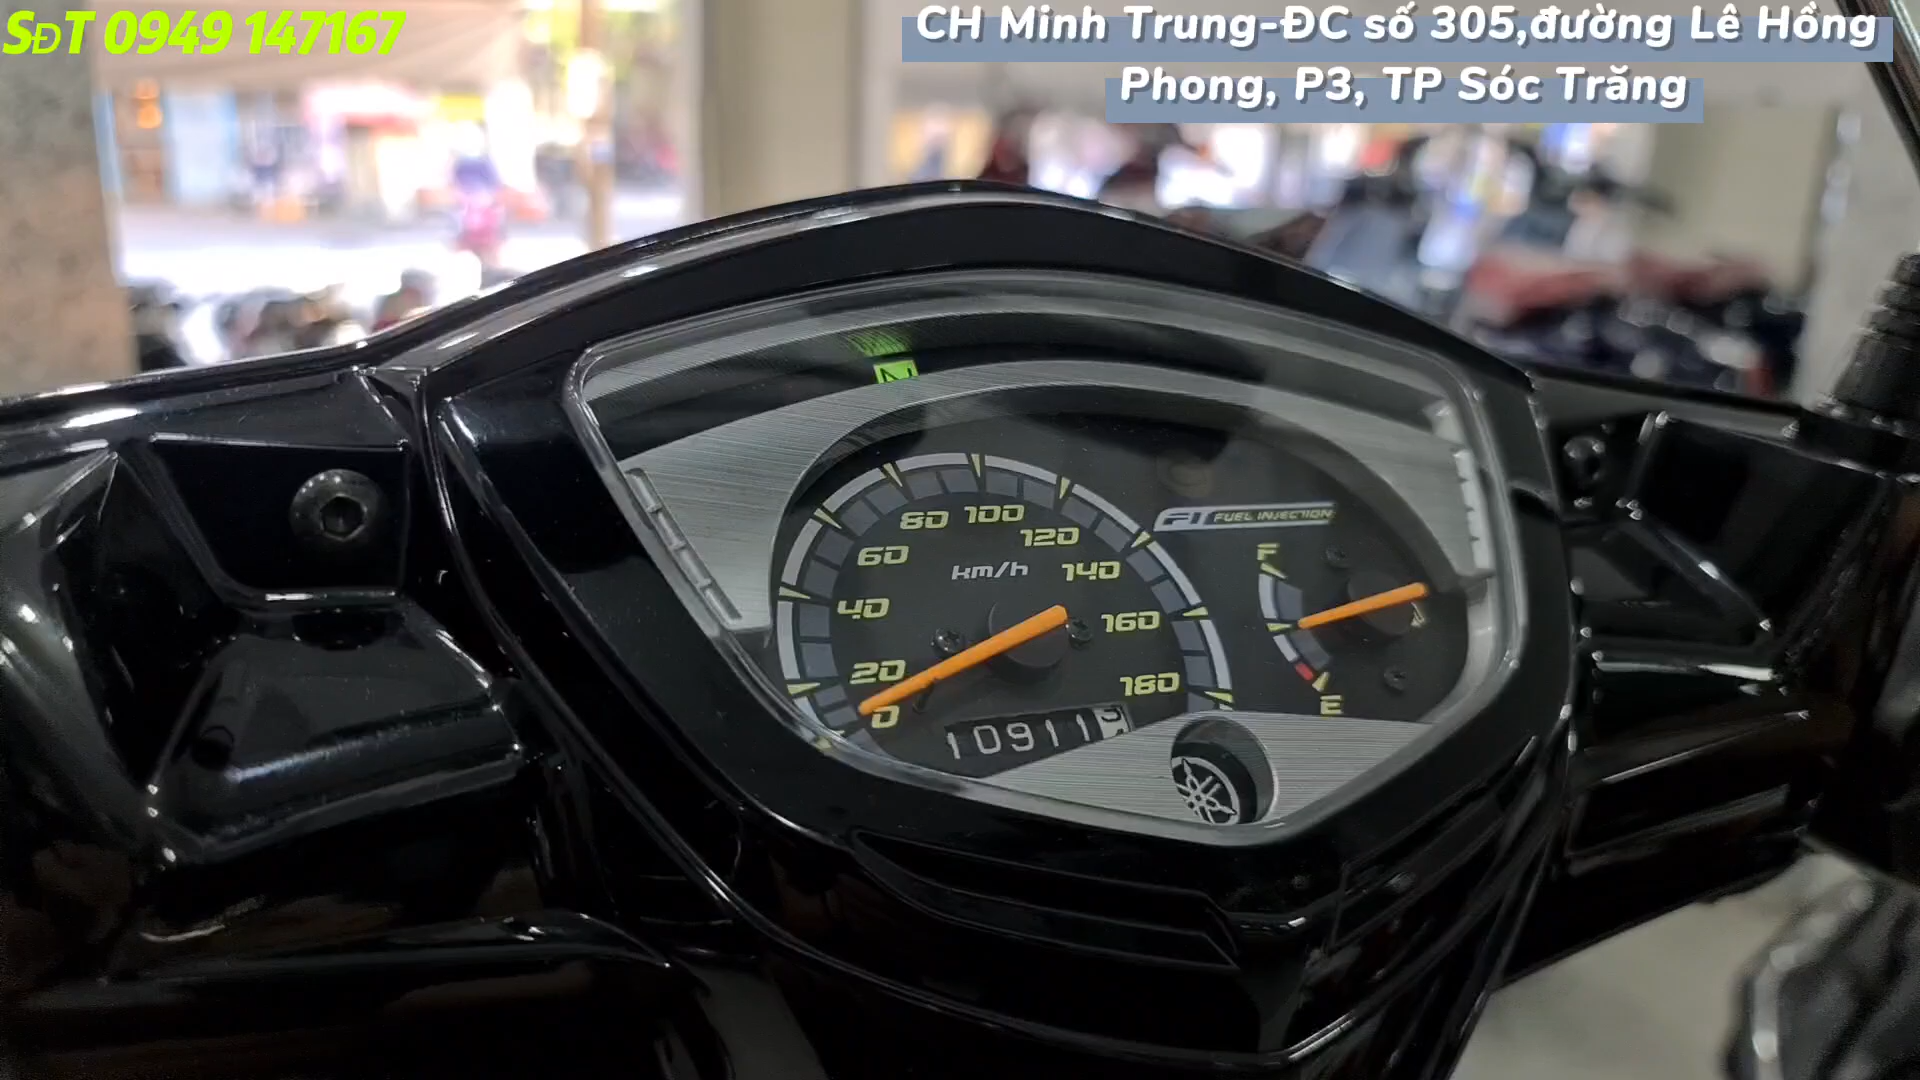 SĐT 0949 147167
CH Minh Trung-ĐC số 305,đường Lê Hồng
Phong, P3, TP Sóc Trăng
N
80 100
60
120
km/h
140
40
160
20
180
0
10911
FI FUEL INJECTION
F
E